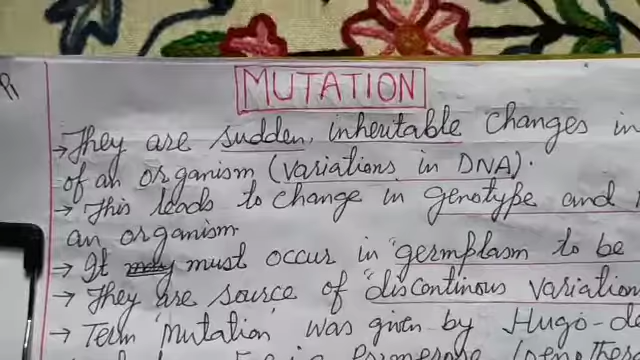 MUTATION
→ They are sudden, inheritable changes in
of an organism (variations in DNA).
→ This leads to change in genotype and
an organism.
→ It must occur in "germplasm to be
→ They are source of "discontinous variation
→ Term 'Mutation' was given by Hugo-de